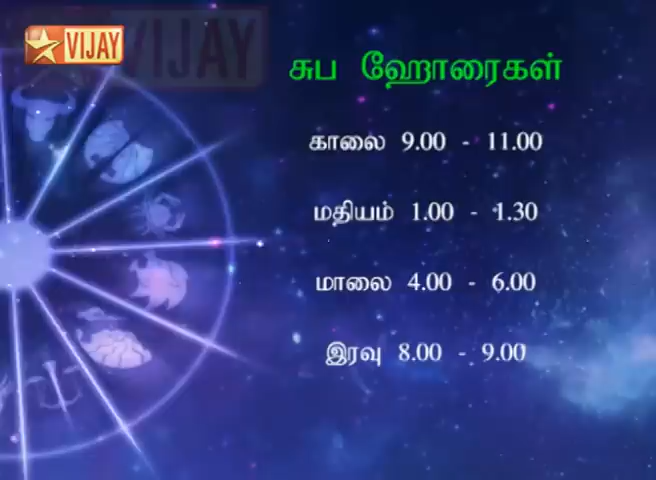 VIJAY
VIJAY
சுப ஹோரைகள்
காலை 9.00 - 11.00
மதியம் 1.00 - 1.30
மாலை 4.00 - 6.00
இரவு 8.00 - 9.00